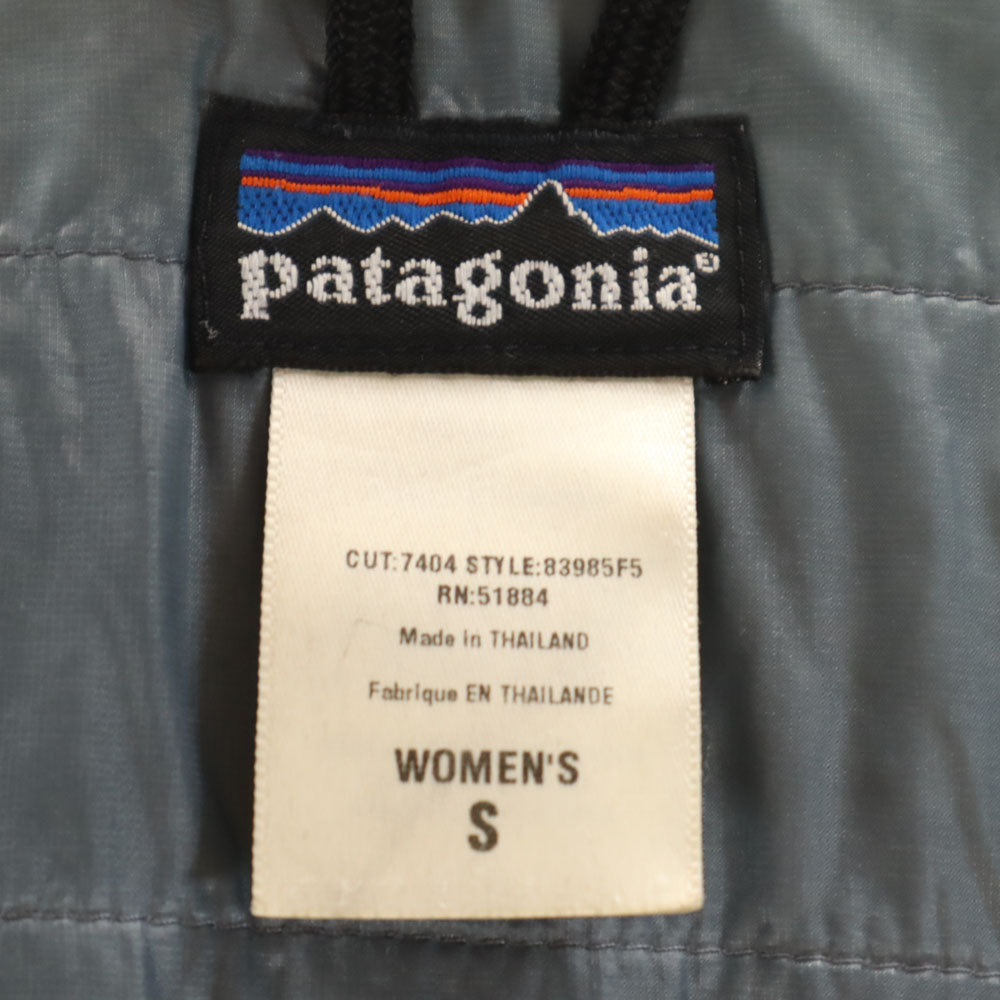 patagonia®
CUT:7404 STYLE:83985F5
RN:51884
Made in THAILAND
Fabrique EN THAILANDE
WOMEN'S
S